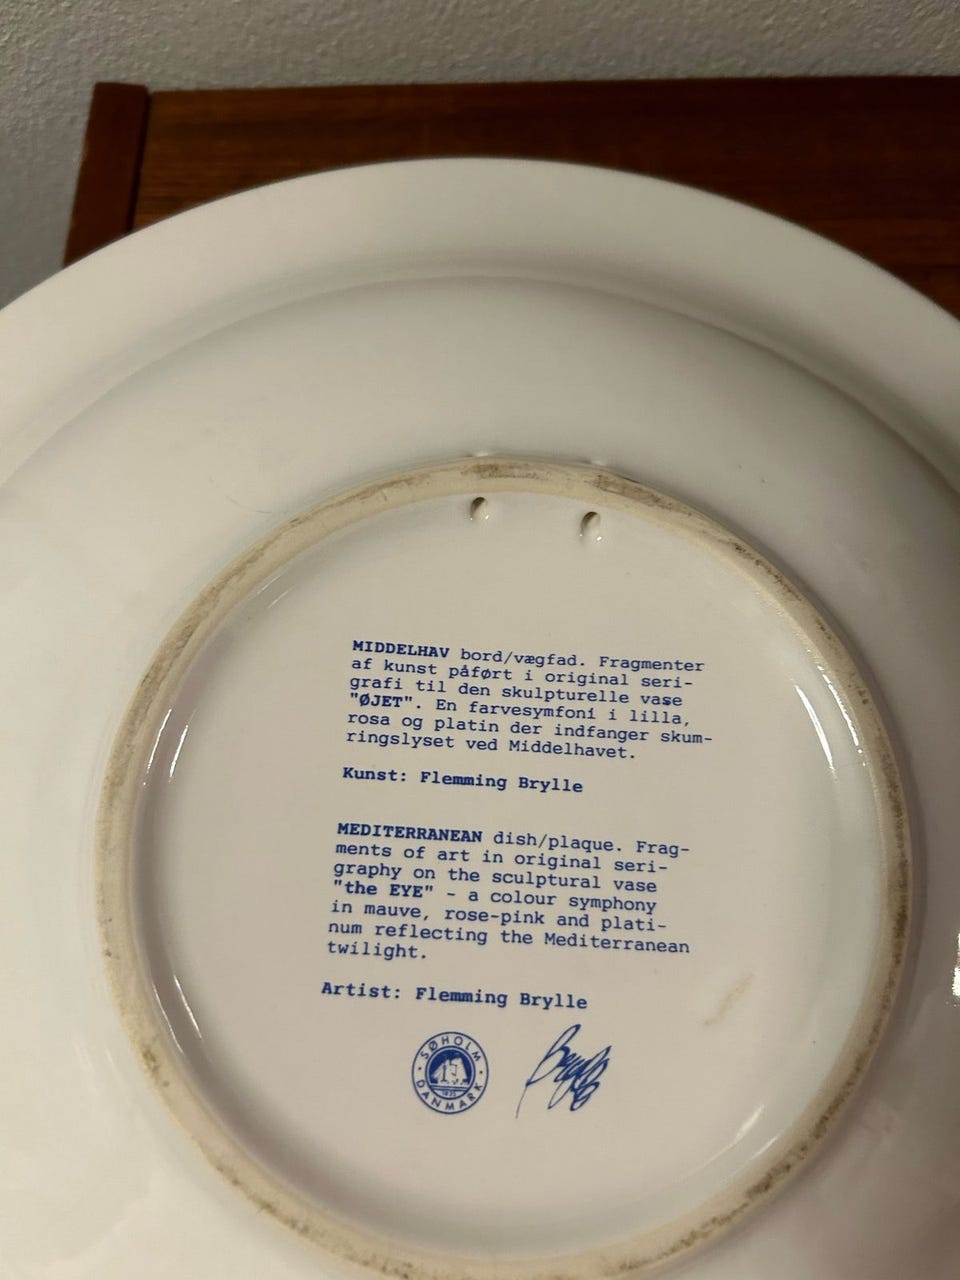 MIDDELHAV bord/vægfad. Fragmenter
af kunst påført i original seri-
grafi til den skulpturelle vase
"ØJET". En farvesymfoni i lilla,
rosa og platin der indfanger skum-
ringslyset ved Middelhavet.
Kunst: Flemming Brylle
MEDITERRANEAN dish/plaque. Frag-
ments of art in original seri-
graphy on the sculptural vase
"the EYE" - a colour symphony
in mauve, rose-pink and plati-
num reflecting the Mediterranean
twilight.
Artist: Flemming Brylle
SØHOLM
DANMARK